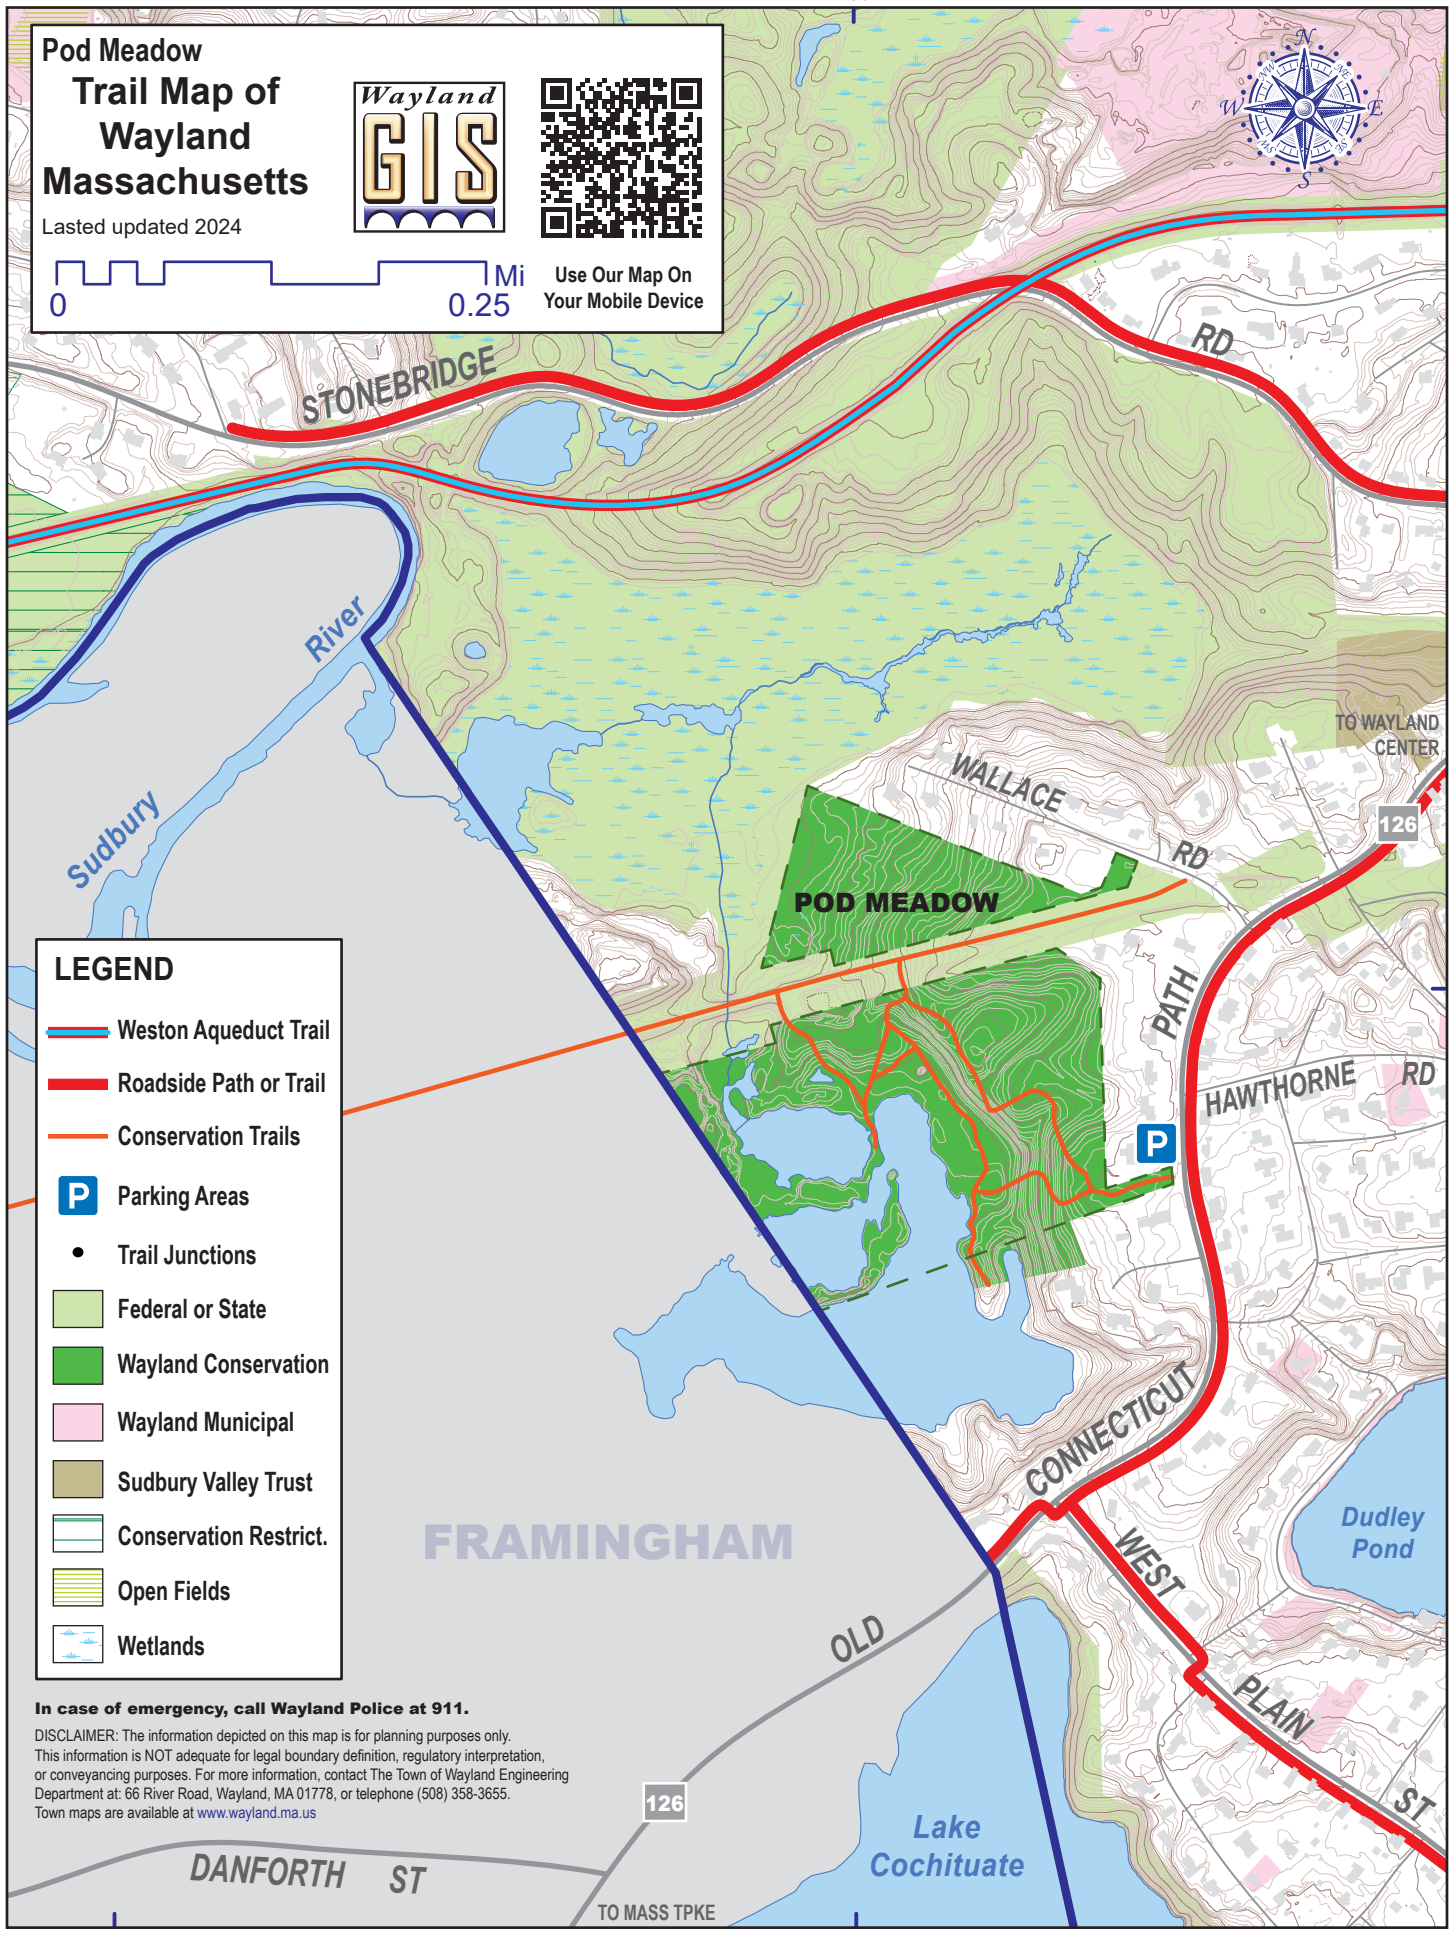 Pod Meadow
Trail Map of
Wayland
Massachusetts
Lasted updated 2024
Wayland
GIS
Mi
0
0.25
Use Our Map On
Your Mobile Device
N
NE
E
SE
S
SW
W
NW
STONEBRIDGE
RD
River
Sudbury
TO WAYLAND
CENTER
126
WALLACE
RD
POD MEADOW
PATH
HAWTHORNE
RD
P
CONNECTICUT
Dudley
Pond
WEST
PLAIN
ST
FRAMINGHAM
OLD
126
Lake
Cochituate
DANFORTH
ST
TO MASS TPKE
LEGEND
Weston Aqueduct Trail
Roadside Path or Trail
Conservation Trails
P
Parking Areas
Trail Junctions
Federal or State
Wayland Conservation
Wayland Municipal
Sudbury Valley Trust
Conservation Restrict.
Open Fields
Wetlands
In case of emergency, call Wayland Police at 911.
DISCLAIMER: The information depicted on this map is for planning purposes only.
This information is NOT adequate for legal boundary definition, regulatory interpretation,
or conveyancing purposes. For more information, contact The Town of Wayland Engineering
Department at: 66 River Road, Wayland, MA 01778, or telephone (508) 358-3655.
Town maps are available at www.wayland.ma.us